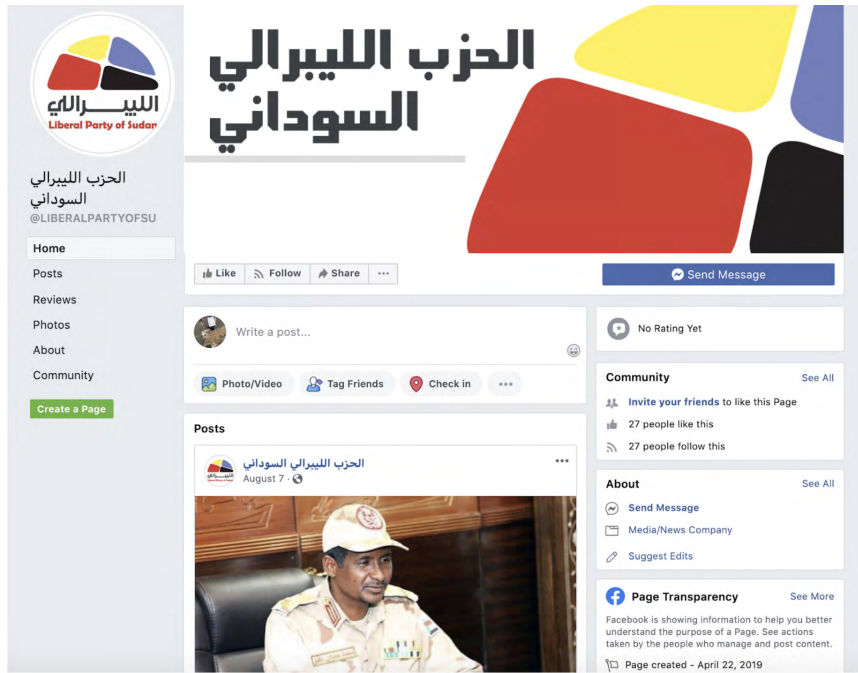 الليبرالي
Liberal Party of Sudan
الحزب الليبرالي
السوداني
الحزب الليبرالي
السوداني
@LIBERALPARTYOFSU
Home
Posts
Reviews
Photos
About
Community
Create a Page
Like
Follow
Share
Send Message
Write a post...
Photo/Video
Tag Friends
Check in
Posts
الحزب الليبرالي السوداني
August 7 ·
No Rating Yet
Community
See All
Invite your friends to like this Page
27 people like this
27 people follow this
About
See All
Send Message
Media/News Company
Suggest Edits
Page Transparency
See More
Facebook is showing information to help you better
understand the purpose of a Page. See actions
taken by the people who manage and post content.
Page created - April 22, 2019